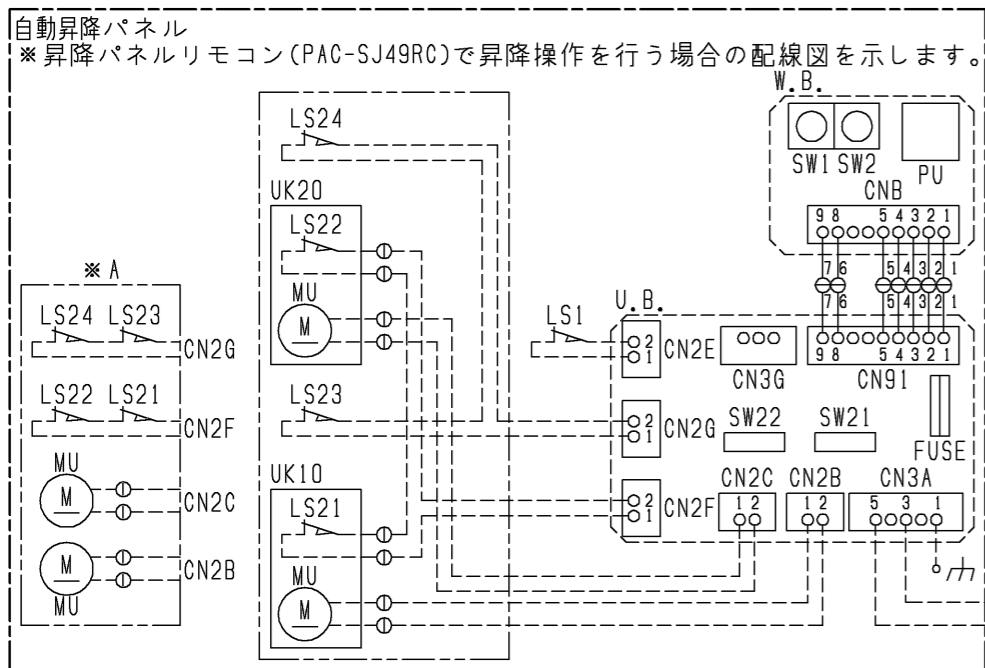 自動昇降パネル
※昇降パネルリモコン(PAC-SJ49RC)で昇降操作を行う場合の配線図を示します。
W.B.
SW1 SW2 PU
CNB
9 8 5 4 3 2 1
7 6 5 4 3 2 1
7 6 5 4 3 2 1
U.B.
9 8 5 4 3 2 1
CN91
CN3G
FUSE
LS1
2
1
CN2E
2
1
CN2G
SW22 SW21
2
1
CN2F
CN2C CN2B CN3A
1 2 1 2 5 3 1
LS24
UK20
LS22
MU
M
LS23
UK10
LS21
MU
M
※A
LS24 LS23
CN2G
LS22 LS21
CN2F
MU
M
CN2C
M
CN2B
MU